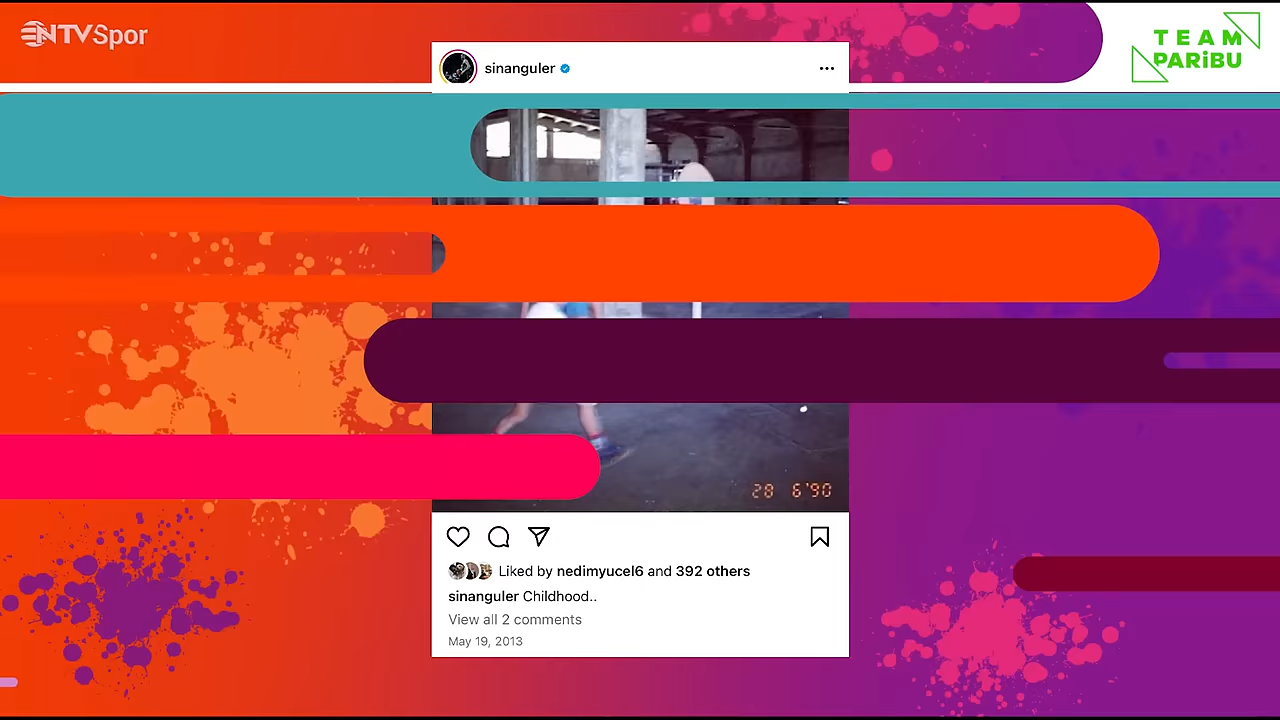 NTVSpor
sinanguler
TEAM
PARiBU
28 6'90
Liked by nedimyucel6 and 392 others
sinanguler Childhood..
View all 2 comments
May 19, 2013